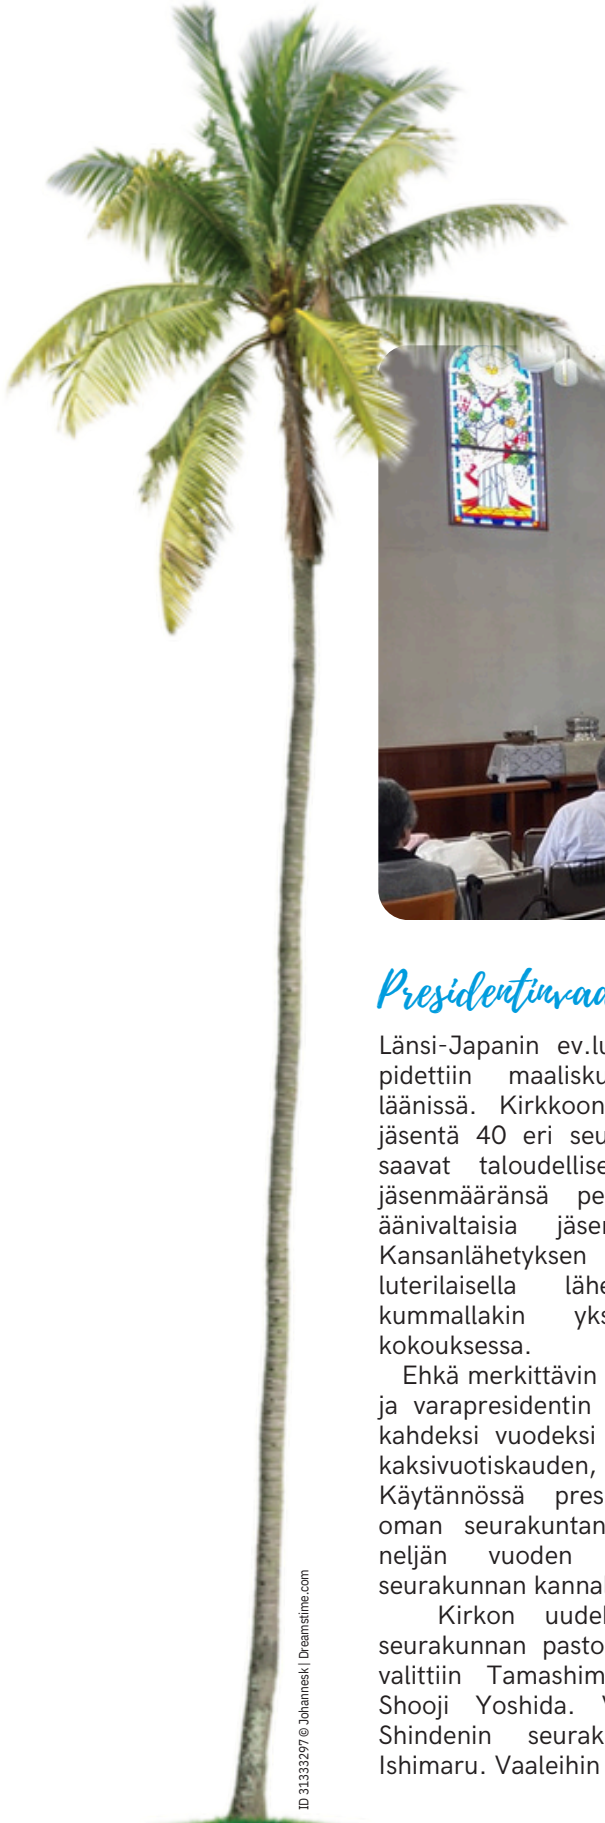 Presidentinvaa
Länsi-Japanin ev.lu
pidettiin maalisku
läänissä. Kirkkoon
jäsentä 40 eri seu
saavat taloudellise
jäsenmääränsä pe
äänivaltaisia jäser
Kansanlähetyksen
luterilaisella lähe
kummallakin yks
kokouksessa.
Ehkä merkittävin
ja varapresidentin
kahdeksi vuodeksi
kaksivuotiskauden,
Käytännössä pres
oman seurakuntan
neljän vuoden
seurakunnan kannal
Kirkon uudel
seurakunnan pasto
valittiin Tamashim
Shooji Yoshida. V
Shindenin seurak
Ishimaru. Vaaleihin
ID 31333297 © Johannesk | Dreamstime.com